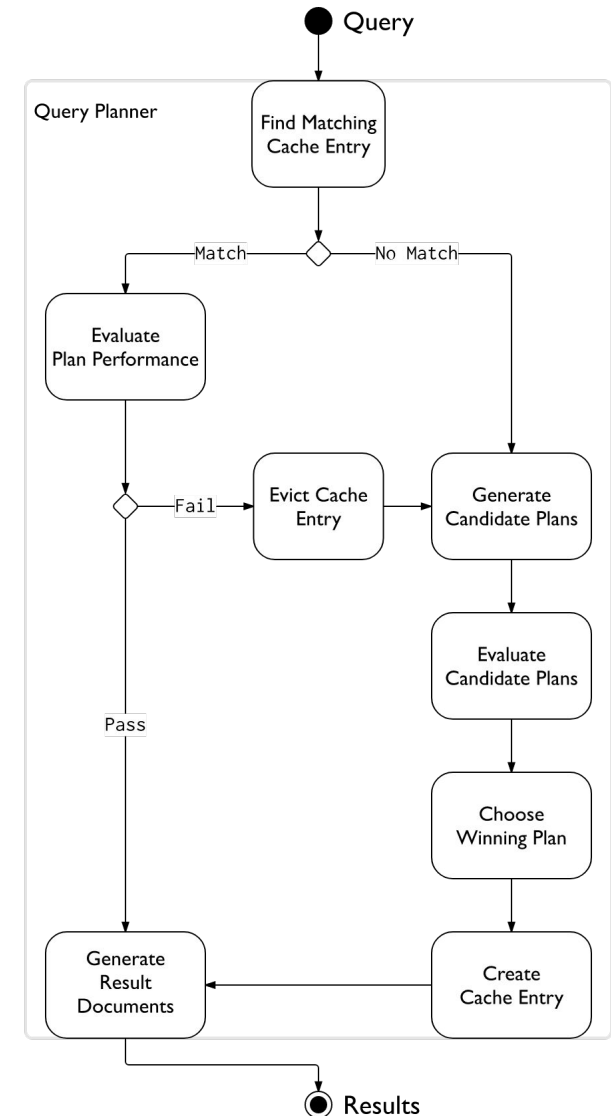 Query
Query Planner
Find Matching
Cache Entry
Match
No Match
Evaluate
Plan Performance
Fail
Evict Cache
Entry
Generate
Candidate Plans
Evaluate
Candidate Plans
Pass
Choose
Winning Plan
Generate
Result
Documents
Create
Cache Entry
Results